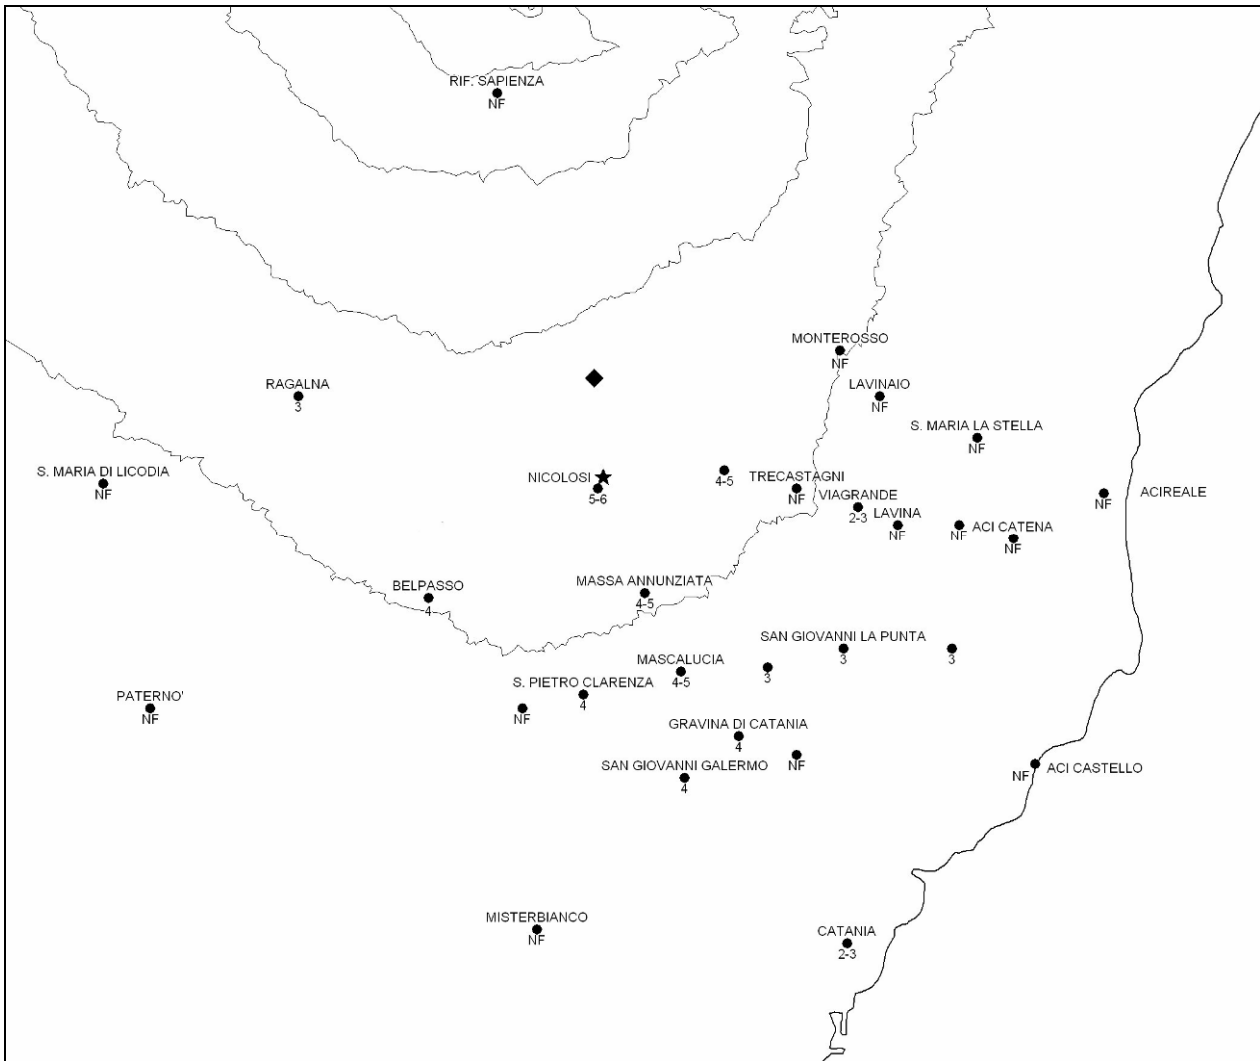 RIF. SAPIENZA
NF
MONTEROSSO
NF
RAGALNA
3
LAVINAIO
NF
S. MARIA LA STELLA
NF
S. MARIA DI LICODIA
NF
NICOLOSI
5-6
4-5
TRECASTAGNI
NF
VIAGRANDE
2-3
ACIREALE
NF
LAVINA
NF
NF
ACI CATENA
NF
BELPASSO
4
MASSA ANNUNZIATA
4-5
SAN GIOVANNI LA PUNTA
3
3
MASCALUCIA
4-5
3
S. PIETRO CLARENZA
4
PATERNO'
NF
NF
GRAVINA DI CATANIA
4
NF
SAN GIOVANNI GALERMO
4
NF
ACI CASTELLO
MISTERBIANCO
NF
CATANIA
2-3